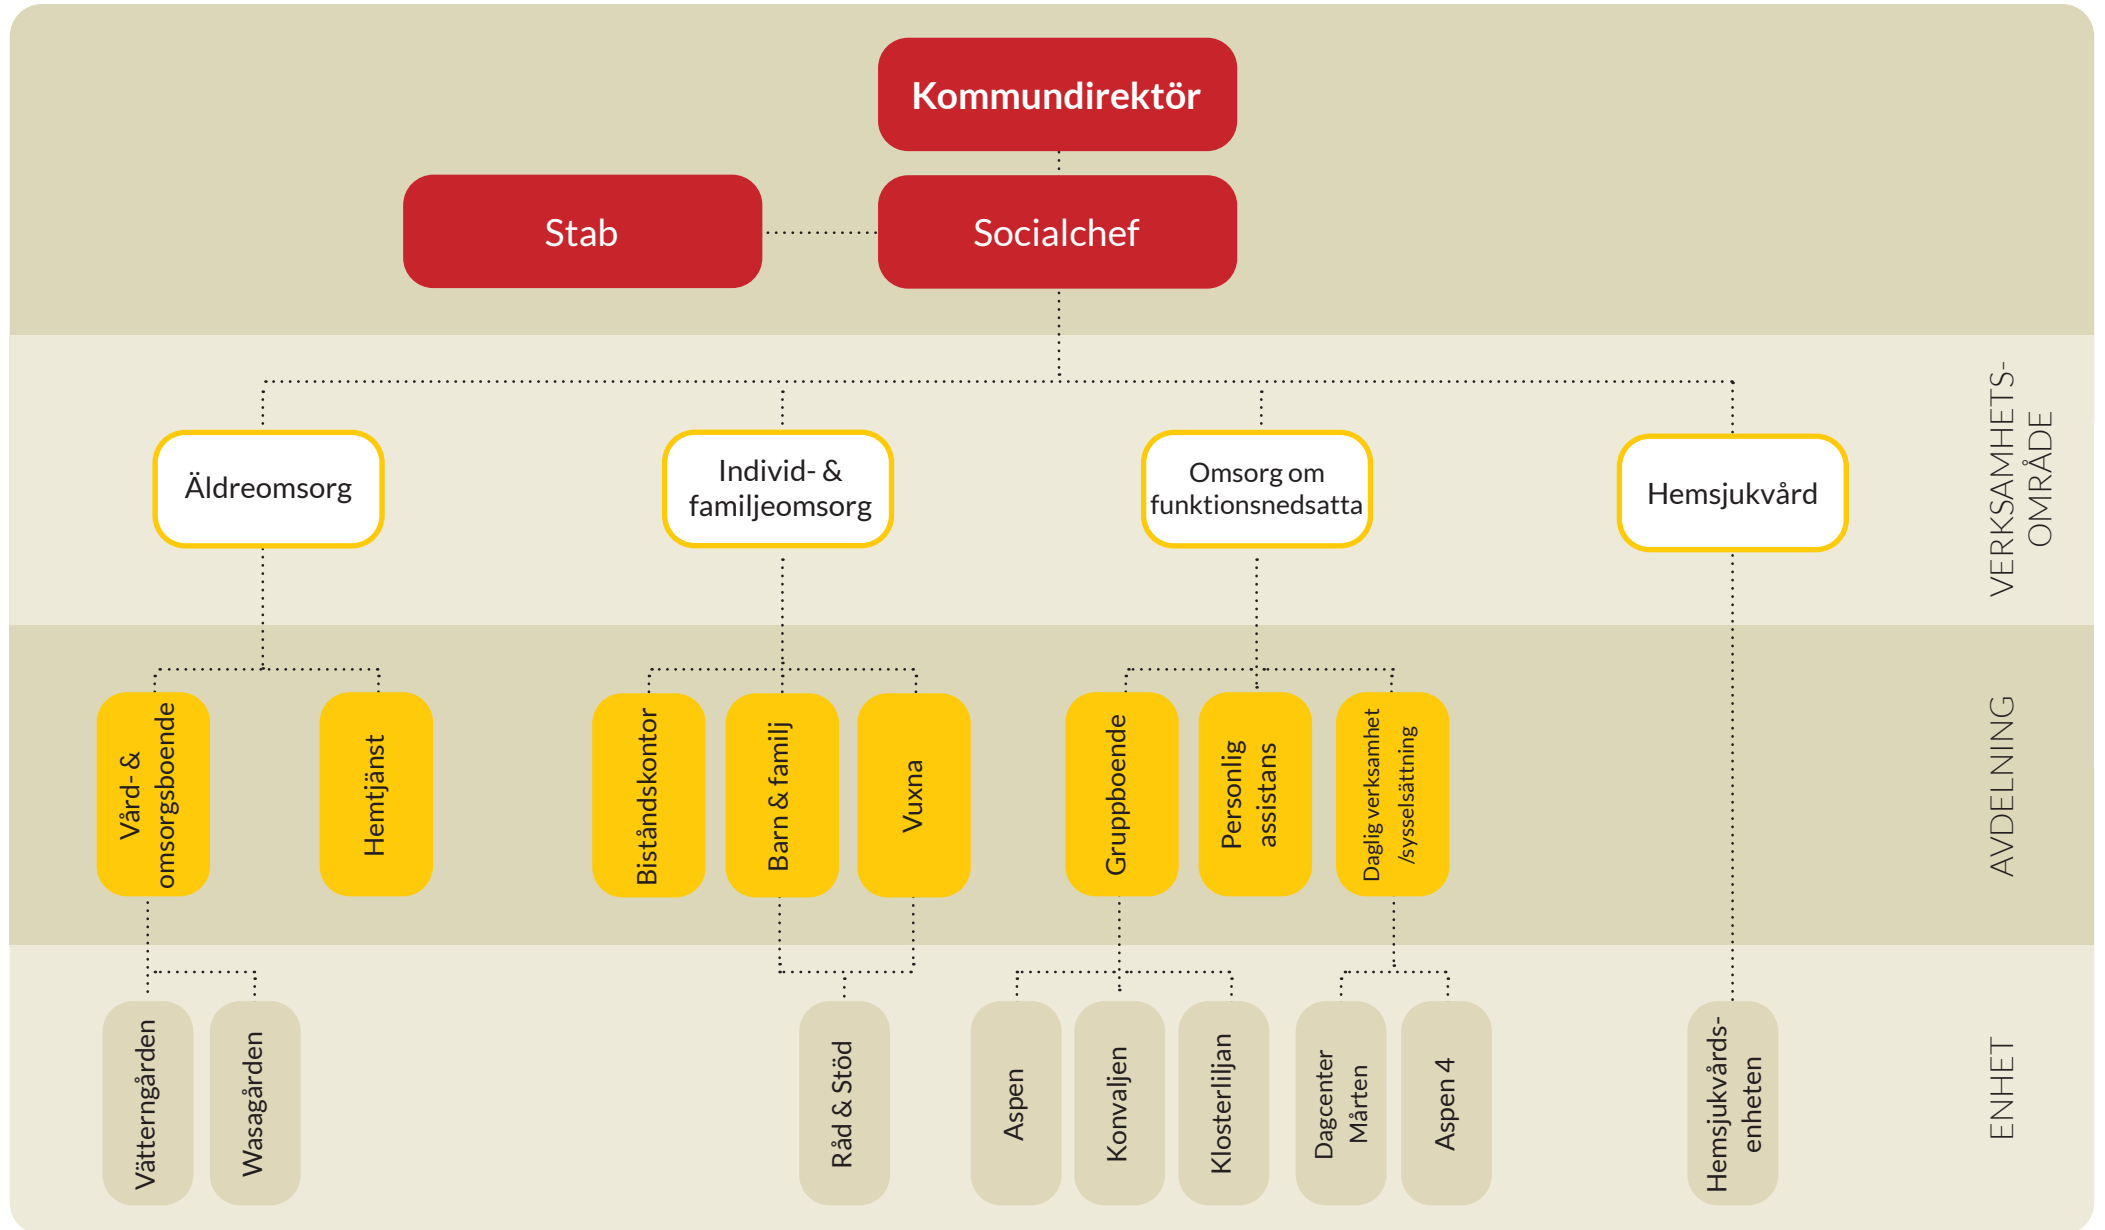 Kommundirektör
Stab
Socialchef
VERKSAMHETS-
OMRÅDE
Äldreomsorg
Individ- &
familjeomsorg
Omsorg om
funktionsnedsatta
Hemsjukvård
AVDELNING
Vård- &
omsorgsboende
Hemtjänst
Biståndskontor
Barn & familj
Vuxna
Gruppboende
Personlig
assistans
Daglig verksamhet
/sysselsättning
ENHET
Vätterngården
Wasagården
Råd & Stöd
Aspen
Konvaljen
Klosterliljan
Dagcenter
Mårten
Aspen 4
Hemsjukvårds-
enheten